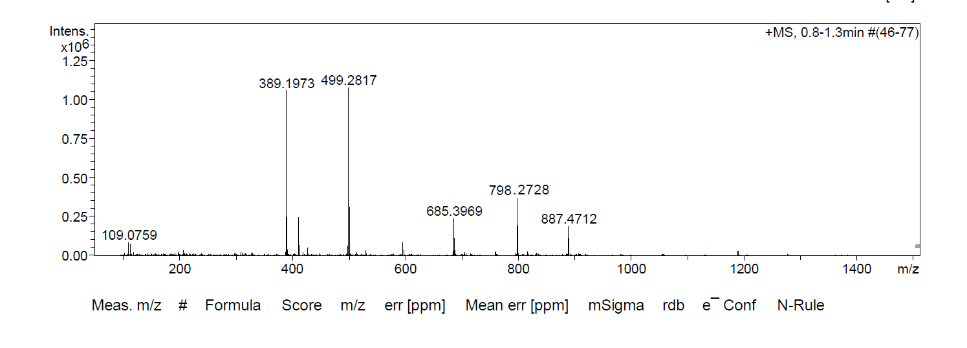 Intens.
x10^6
+MS, 0.8-1.3min #(46-77)
1.25
389.1973 499.2817
1.00
0.75
0.50
798.2728
685.3969
887.4712
0.25
109.0759
0.00
200 400 600 800 1000 1200 1400 m/z
Meas. m/z # Formula Score m/z err [ppm] Mean err [ppm] mSigma rdb e⁻ Conf N-Rule